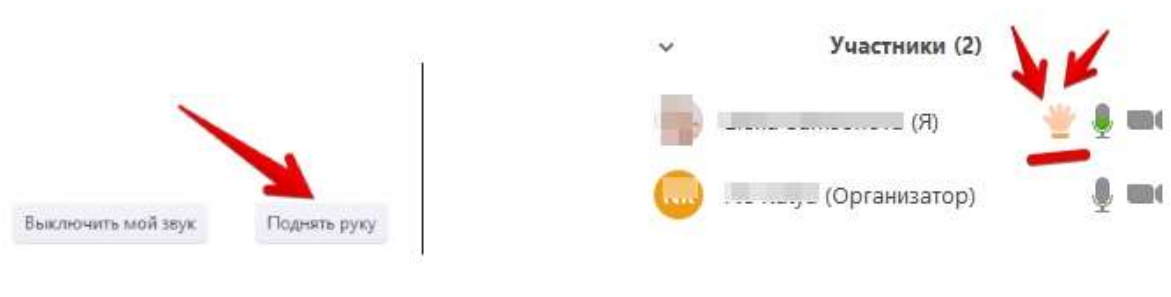 Выключить мой звук
Поднять руку
Участники (2)
(Я)
(Организатор)